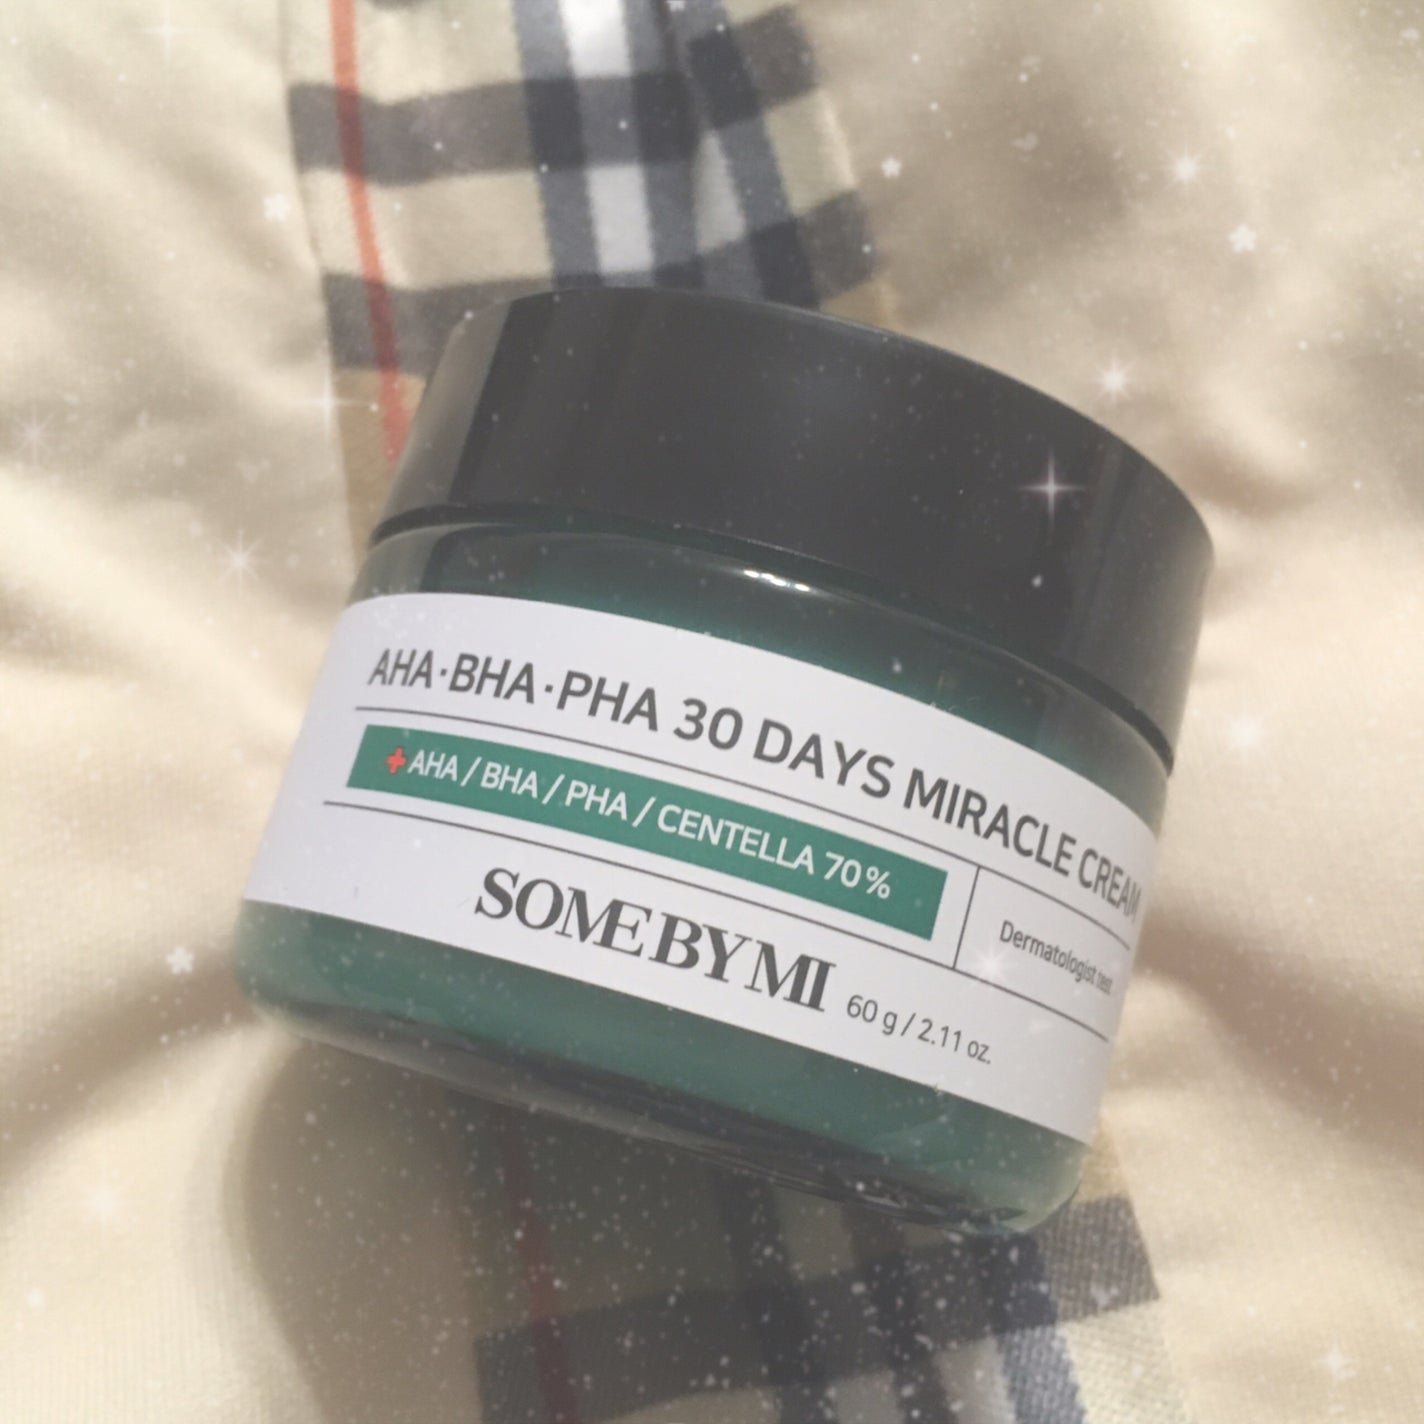 AHA·BHA·PHA 30 DAYS MIRACLE CREAM
+AHA / BHA / PHA / CENTELLA 70%
Dermatologist test
SOME BY MI
60 g / 2.11 oz.